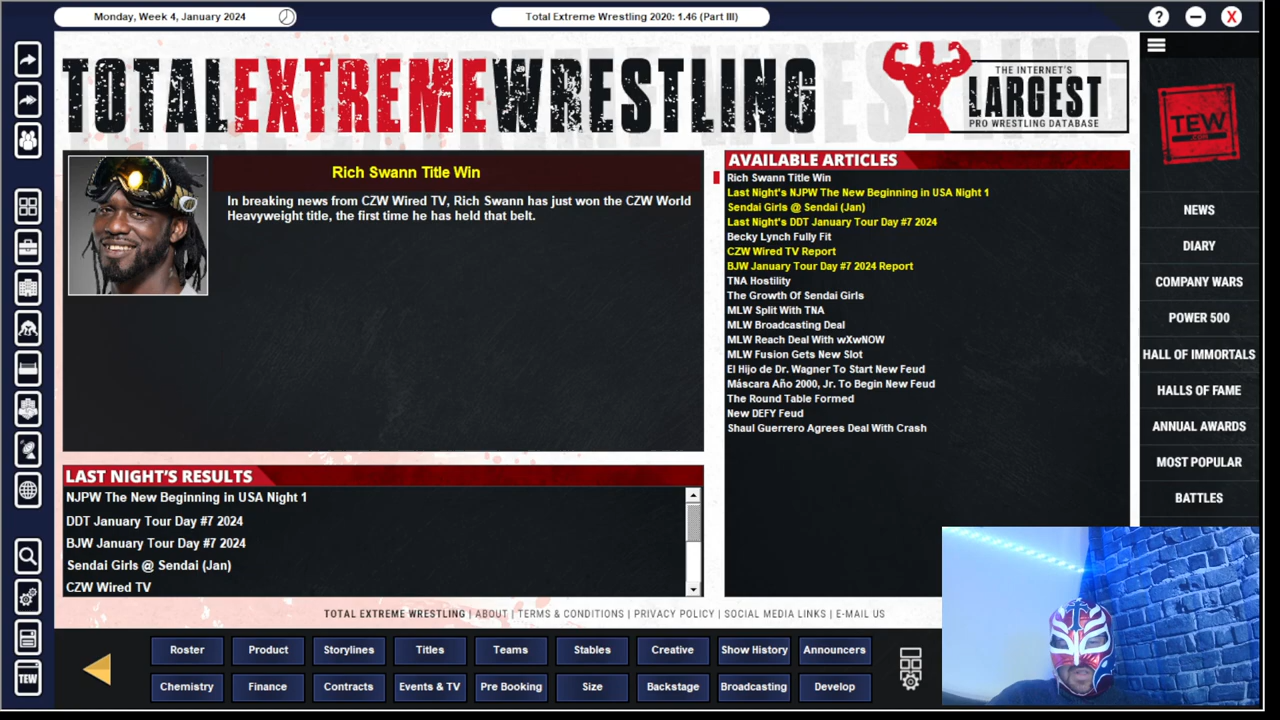 Monday, Week 4, January 2024
Total Extreme Wrestling 2020: 1.46 (Part III)
?
X
TOTALEXTREMEWRESTLING
THE INTERNET'S
LARGEST
PRO WRESTLING DATABASE
TEW
.COM
Rich Swann Title Win
In breaking news from CZW Wired TV, Rich Swann has just won the CZW World
Heavyweight title, the first time he has held that belt.
AVAILABLE ARTICLES
Rich Swann Title Win
Last Night's NJPW The New Beginning in USA Night 1
Sendai Girls @ Sendai (Jan)
Last Night's DDT January Tour Day #7 2024
Becky Lynch Fully Fit
CZW Wired TV Report
BJW January Tour Day #7 2024 Report
TNA Hostility
The Growth Of Sendai Girls
MLW Split With TNA
MLW Broadcasting Deal
MLW Reach Deal With wXwNOW
MLW Fusion Gets New Slot
El Hijo de Dr. Wagner To Start New Feud
Máscara Año 2000, Jr. To Begin New Feud
The Round Table Formed
New DEFY Feud
Shaul Guerrero Agrees Deal With Crash
NEWS
DIARY
COMPANY WARS
POWER 500
HALL OF IMMORTALS
HALLS OF FAME
ANNUAL AWARDS
MOST POPULAR
BATTLES
LAST NIGHT'S RESULTS
NJPW The New Beginning in USA Night 1
DDT January Tour Day #7 2024
BJW January Tour Day #7 2024
Sendai Girls @ Sendai (Jan)
CZW Wired TV
TOTAL EXTREME WRESTLING | ABOUT | TERMS & CONDITIONS | PRIVACY POLICY | SOCIAL MEDIA LINKS | E-MAIL US
TEW
Roster
Product
Storylines
Titles
Teams
Stables
Creative
Show History
Announcers
Chemistry
Finance
Contracts
Events & TV
Pre Booking
Size
Backstage
Broadcasting
Develop